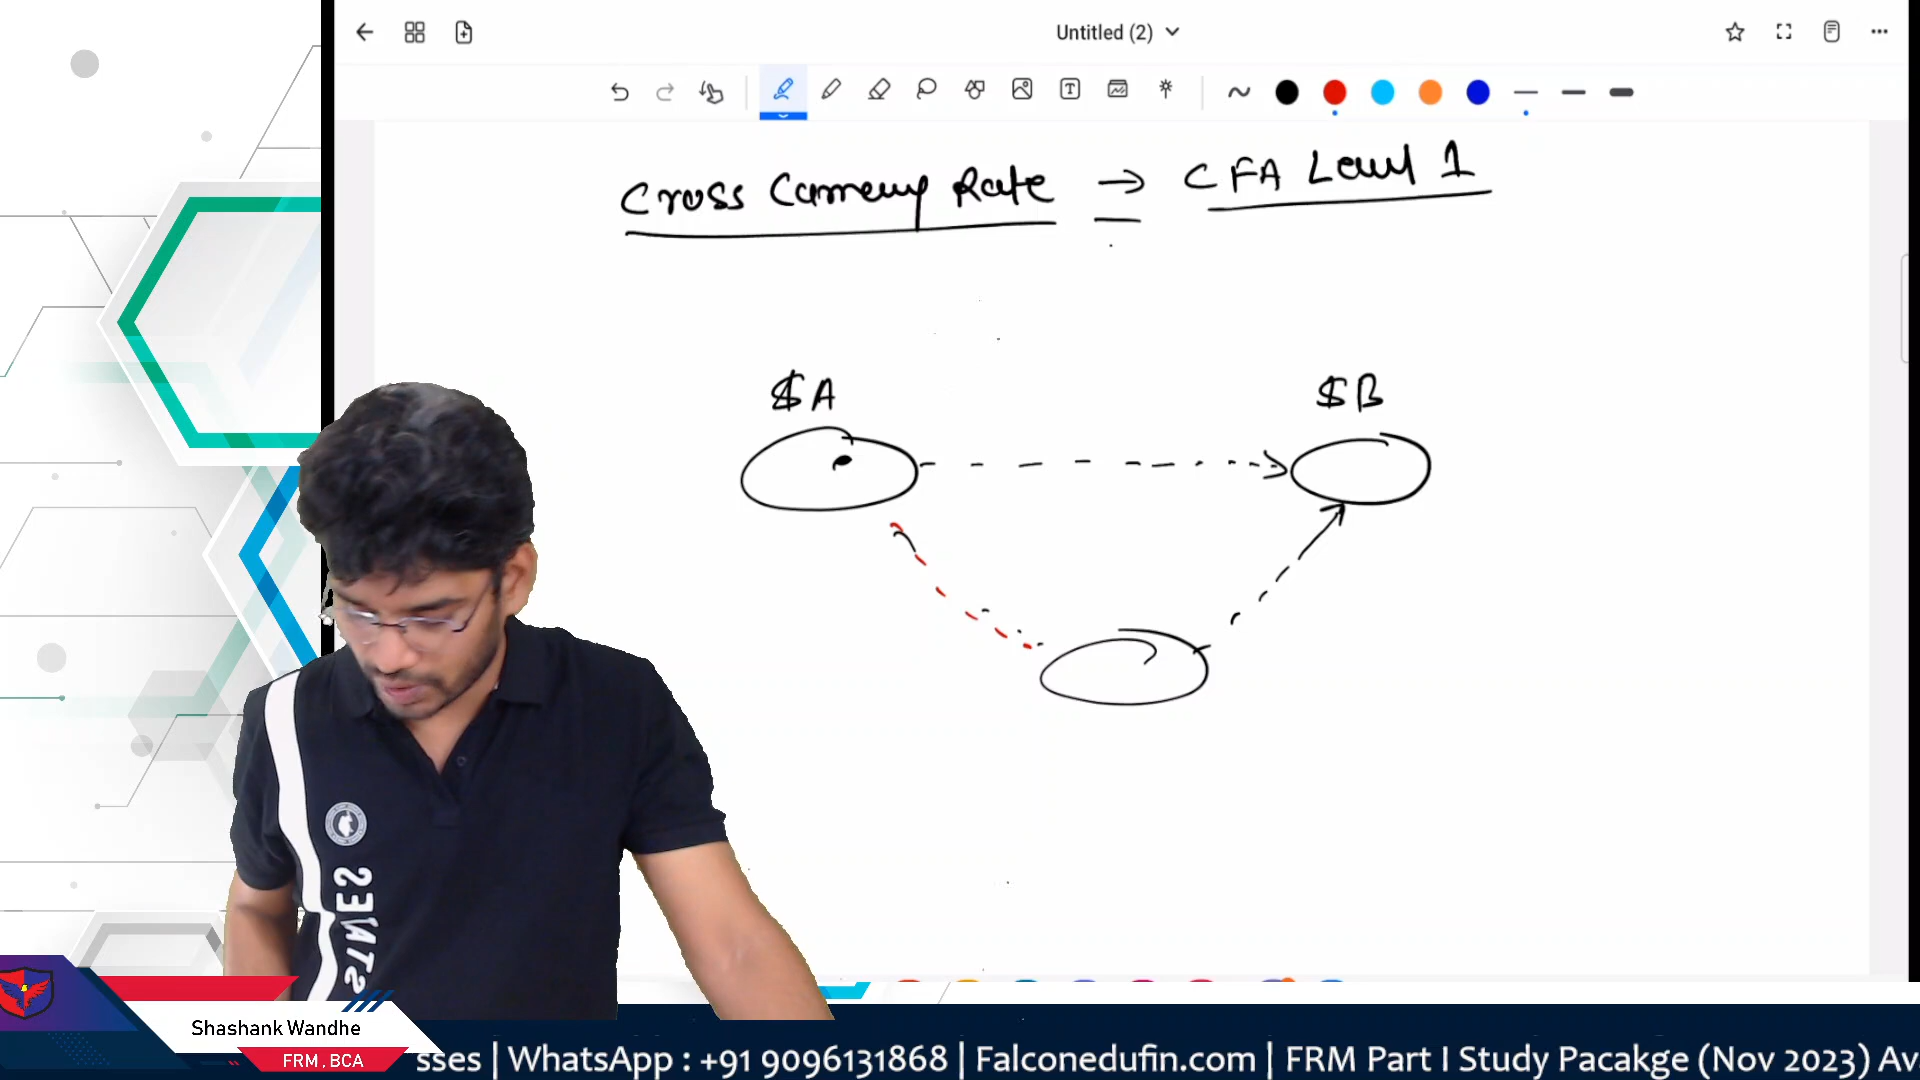 Untitled (2)
Cross Currency Rate → CFA Level 1
$A
$B
SENTS
Shashank Wandhe
FRM, BCA
sses | WhatsApp : +91 9096131868 | Falconedufin.com | FRM Part I Study Pacakge (Nov 2023) Av